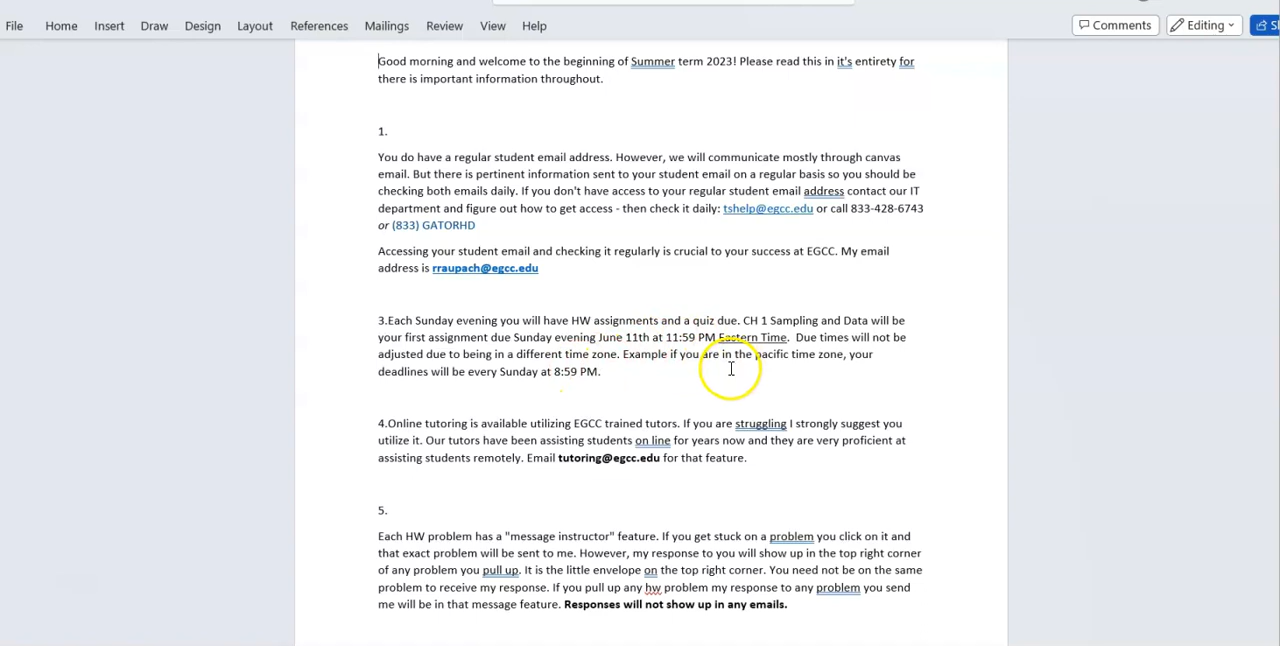 File Home Insert Draw Design Layout References Mailings Review View Help Comments Editing
Good morning and welcome to the beginning of Summer term 2023! Please read this in it's entirety for
there is important information throughout.
1.
You do have a regular student email address. However, we will communicate mostly through canvas
email. But there is pertinent information sent to your student email on a regular basis so you should be
checking both emails daily. If you don't have access to your regular student email address contact our IT
department and figure out how to get access - then check it daily: tshelp@egcc.edu or call 833-428-6743
or (833) GATORHD
Accessing your student email and checking it regularly is crucial to your success at EGCC. My email
address is rraupach@egcc.edu
3.Each Sunday evening you will have HW assignments and a quiz due. CH 1 Sampling and Data will be
your first assignment due Sunday evening June 11th at 11:59 PM Eastern Time. Due times will not be
adjusted due to being in a different time zone. Example if you are in the pacific time zone, your
deadlines will be every Sunday at 8:59 PM.
4.Online tutoring is available utilizing EGCC trained tutors. If you are struggling I strongly suggest you
utilize it. Our tutors have been assisting students on line for years now and they are very proficient at
assisting students remotely. Email tutoring@egcc.edu for that feature.
5.
Each HW problem has a "message instructor" feature. If you get stuck on a problem you click on it and
that exact problem will be sent to me. However, my response to you will show up in the top right corner
of any problem you pull up. It is the little envelope on the top right corner. You need not be on the same
problem to receive my response. If you pull up any hw problem my response to any problem you send
me will be in that message feature. Responses will not show up in any emails.